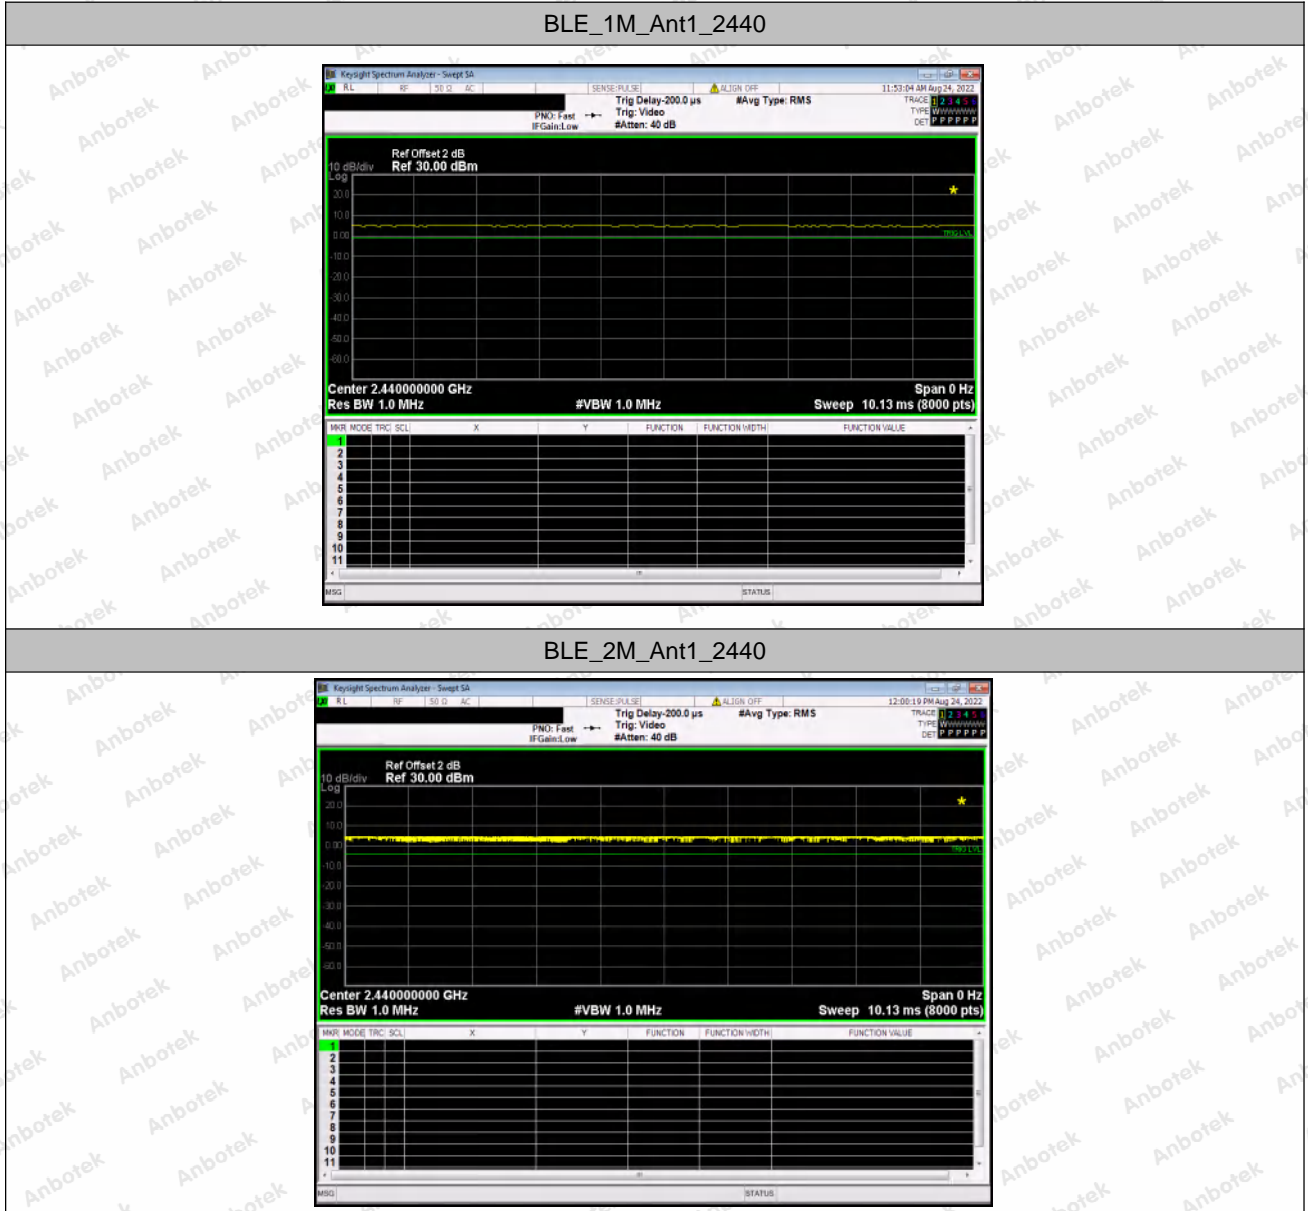 BLE_1M_Ant1_2440
Keysight Spectrum Analyzer - Swept SA
RL RF 50 Ω AC SENSE:PULSE ALIGN OFF 11:53:04 AM Aug 24, 2022
Trig Delay-200.0 µs #Avg Type: RMS TRACE 1 2 3 4 5 6
PNO: Fast Trig: Video TYPE WWWWWW
IFGain:Low #Atten: 40 dB DET P P P P P P
Ref Offset 2 dB
10 dB/div Ref 30.00 dBm
Log
20.0
10.0
0.00
TRIG LVL
-10.0
-20.0
-30.0
-40.0
-50.0
-60.0
Center 2.440000000 GHz Span 0 Hz
Res BW 1.0 MHz #VBW 1.0 MHz Sweep 10.13 ms (8000 pts)
MKR MODE TRC SCL X Y FUNCTION FUNCTION WIDTH FUNCTION VALUE
1
2
3
4
5
6
7
8
9
10
11
MSG STATUS
BLE_2M_Ant1_2440
Keysight Spectrum Analyzer - Swept SA
RL RF 50 Ω AC SENSE:PULSE ALIGN OFF 12:00:19 PM Aug 24, 2022
Trig Delay-200.0 µs #Avg Type: RMS TRACE 1 2 3 4 5 6
PNO: Fast Trig: Video TYPE WWWWWW
IFGain:Low #Atten: 40 dB DET P P P P P P
Ref Offset 2 dB
10 dB/div Ref 30.00 dBm
Log
20.0
10.0
0.00
TRIG LVL
-10.0
-20.0
-30.0
-40.0
-50.0
-60.0
Center 2.440000000 GHz Span 0 Hz
Res BW 1.0 MHz #VBW 1.0 MHz Sweep 10.13 ms (8000 pts)
MKR MODE TRC SCL X Y FUNCTION FUNCTION WIDTH FUNCTION VALUE
1
2
3
4
5
6
7
8
9
10
11
MSG STATUS
Anbotek